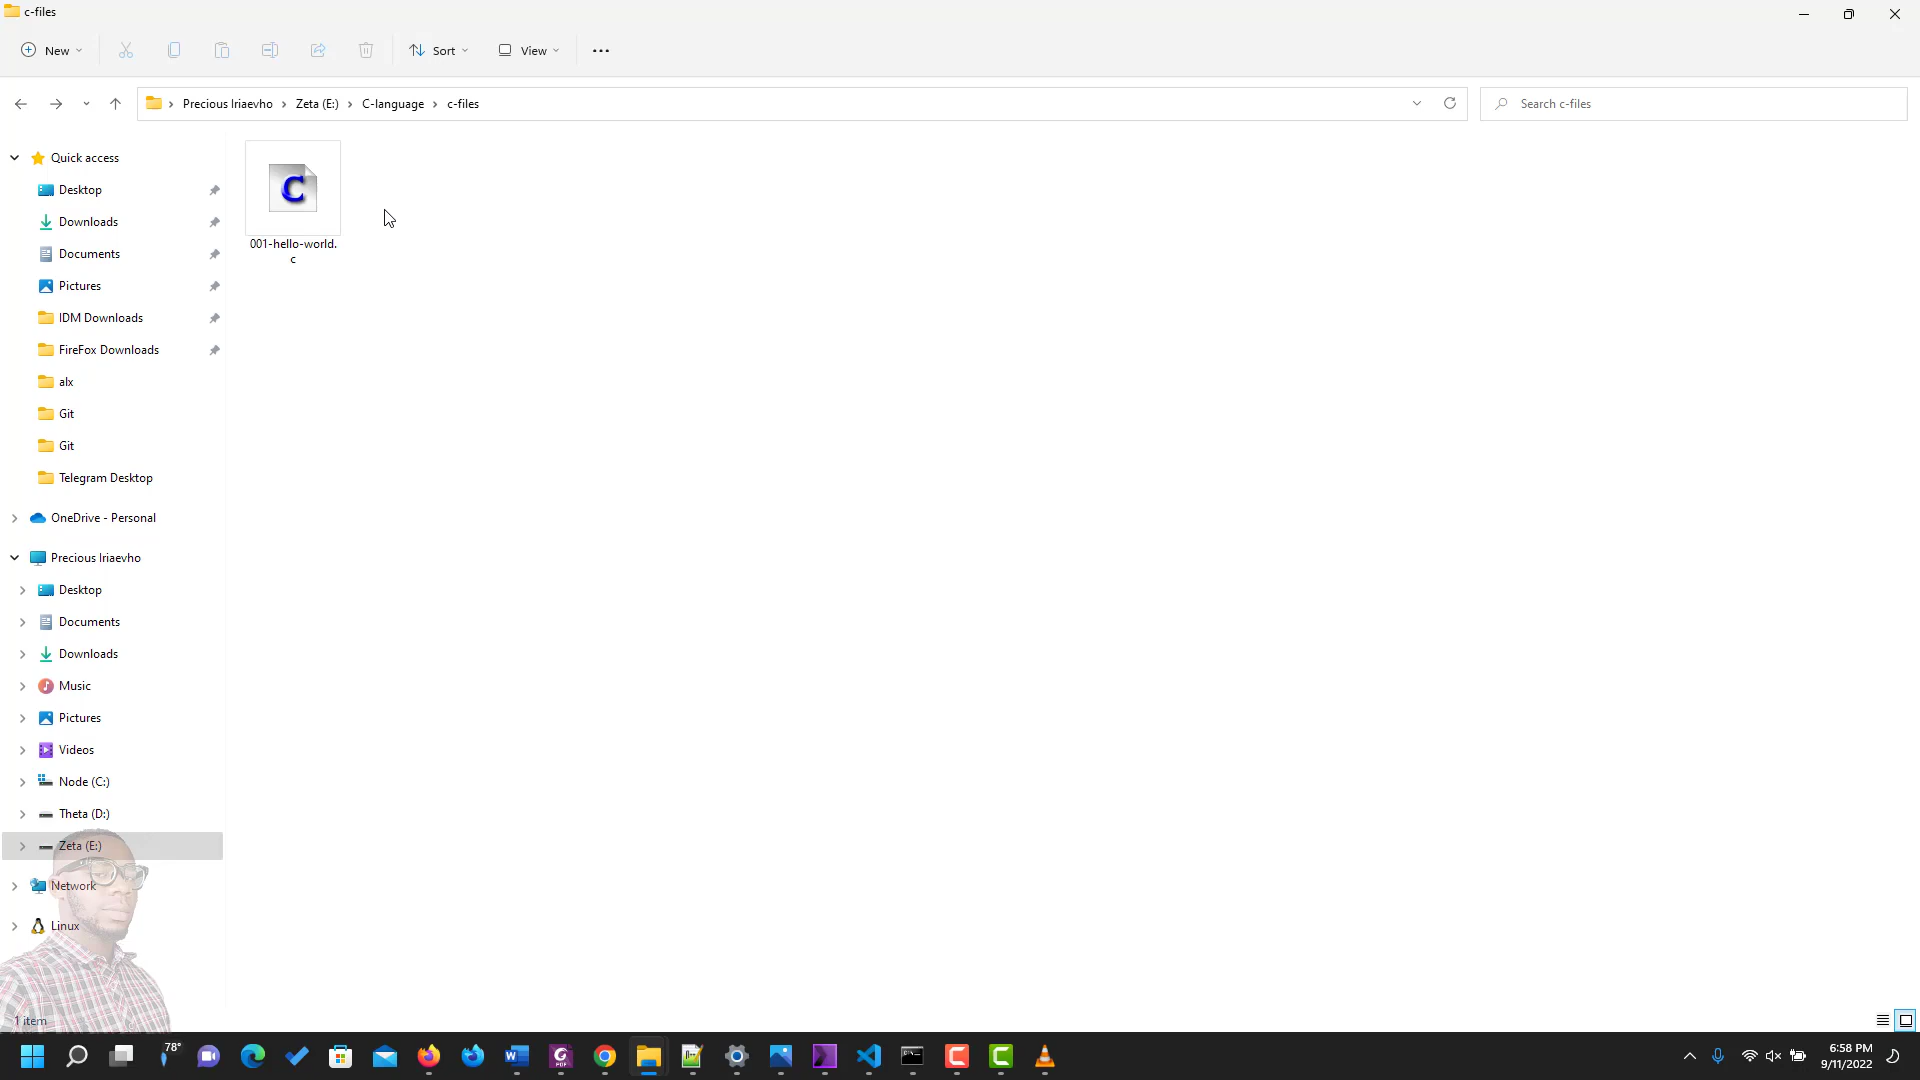 c-files
New
Sort
View
Precious Iriaevho
Zeta (E:)
C-language
c-files
Search c-files
Quick access
Desktop
Downloads
Documents
Pictures
IDM Downloads
FireFox Downloads
alx
Git
Git
Telegram Desktop
OneDrive - Personal
Precious Iriaevho
Desktop
Documents
Downloads
Music
Pictures
Videos
Node (C:)
Theta (D:)
Zeta (E:)
Network
Linux
C
001-hello-world.
c
1 item
78°
6:58 PM
9/11/2022